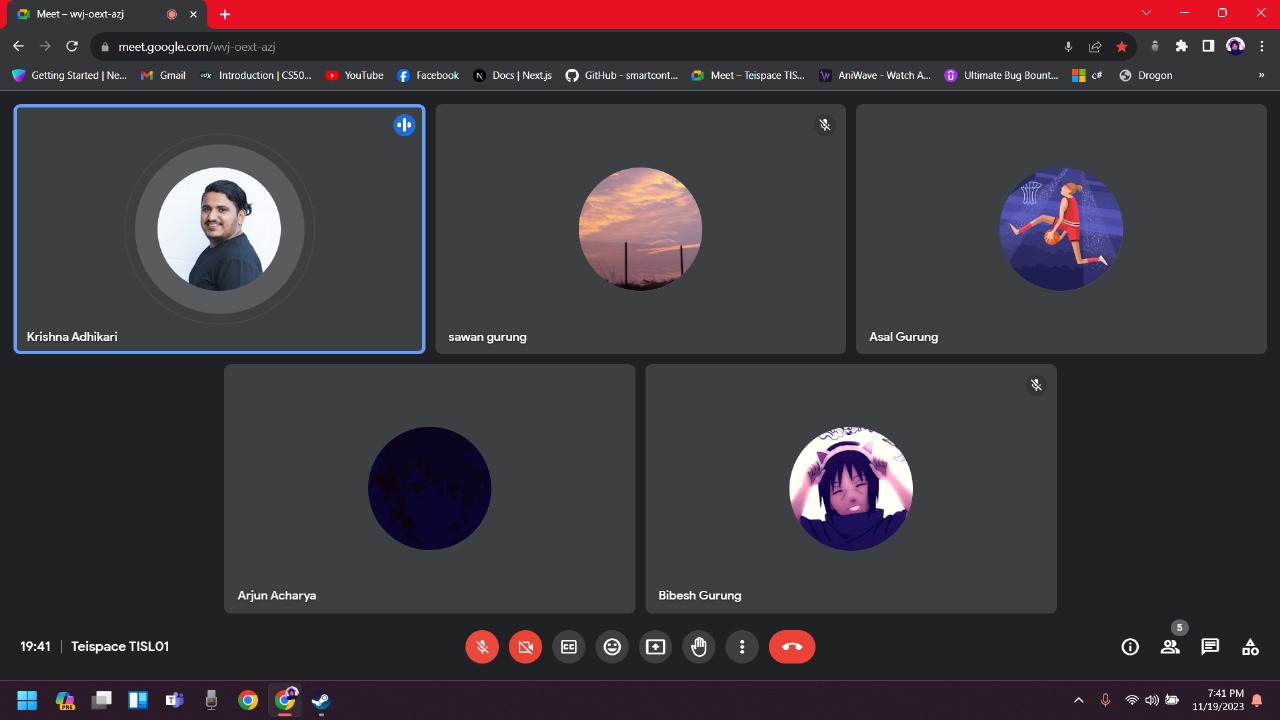 Meet – wvj-oext-azj
meet.google.com/wvj-oext-azj
Getting Started | Ne... Gmail Introduction | CS50... YouTube Facebook Docs | Next.js GitHub - smartcont... Meet – Teispace TIS... AniWave - Watch A... Ultimate Bug Bount... c# Drogon »
Krishna Adhikari
sawan gurung
Asal Gurung
Arjun Acharya
Bibesh Gurung
5
19:41 | Teispace TISL01
7:41 PM
11/19/2023